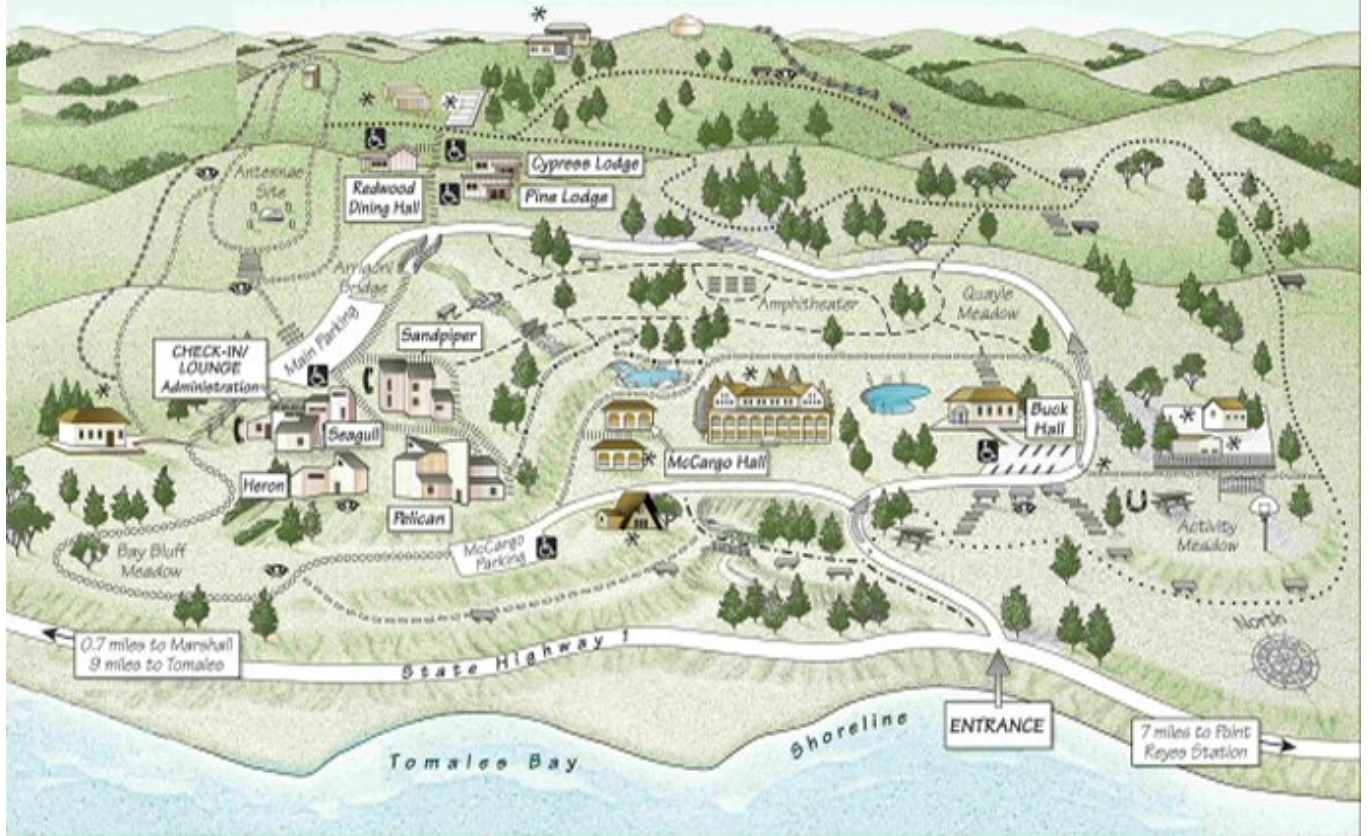 Cypress Lodge
Pine Lodge
Redwood
Dining Hall
Antennae
Site
Arrigoni
Bridge
Main Parking
Amphitheater
Quayle
Meadow
Sandpiper
CHECK-IN/
LOUNGE
Administration
Seagull
Heron
Pelican
McCargo Hall
Buck
Hall
McCargo
Parking
Activity
Meadow
Bay Bluff
Meadow
North
0.7 miles to Marshall
9 miles to Tomales
State Highway 1
ENTRANCE
7 miles to Point
Reyes Station
Shoreline
Tomales Bay